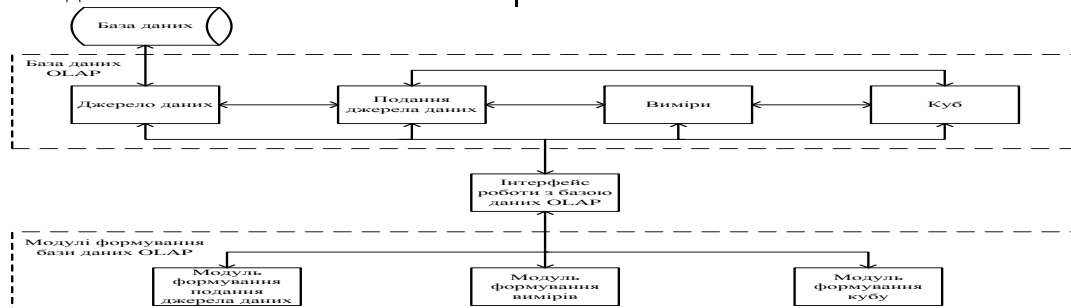 База даних
База даних
OLAP
Джерело даних
Подання
джерела даних
Виміри
Куб
Інтерфейс
роботи з базою
даних OLAP
Модулі формування
бази даних OLAP
Модуль
формування
подання
джерела даних
Модуль
формування
вимірів
Модуль
формування
кубу